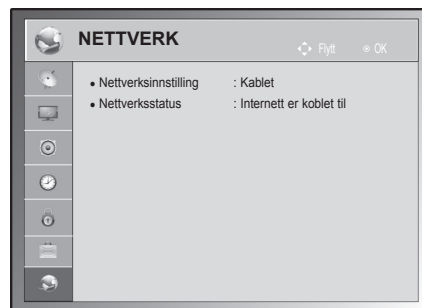 NETTVERK
Flytt OK
• Nettverksinnstilling : Kablet
• Nettverksstatus : Internett er koblet til